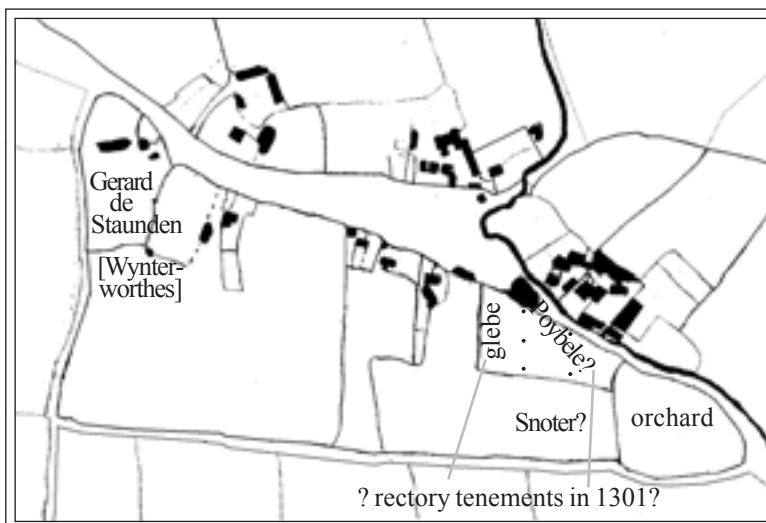 Gerard
de
Staunden
[Wynter-
worthes]
glebe
Poybele?
Snoter?
orchard
? rectory tenements in 1301?